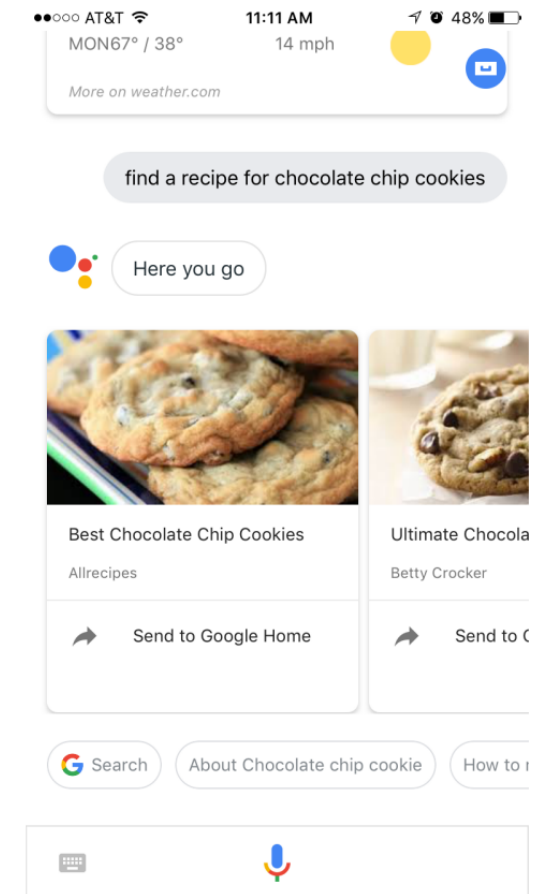 AT&T 11:11 AM 48%
MON67° / 38° 14 mph
More on weather.com
find a recipe for chocolate chip cookies
Here you go
Best Chocolate Chip Cookies
Allrecipes
Send to Google Home
Ultimate Chocola
Betty Crocker
Send to
Search
About Chocolate chip cookie
How to